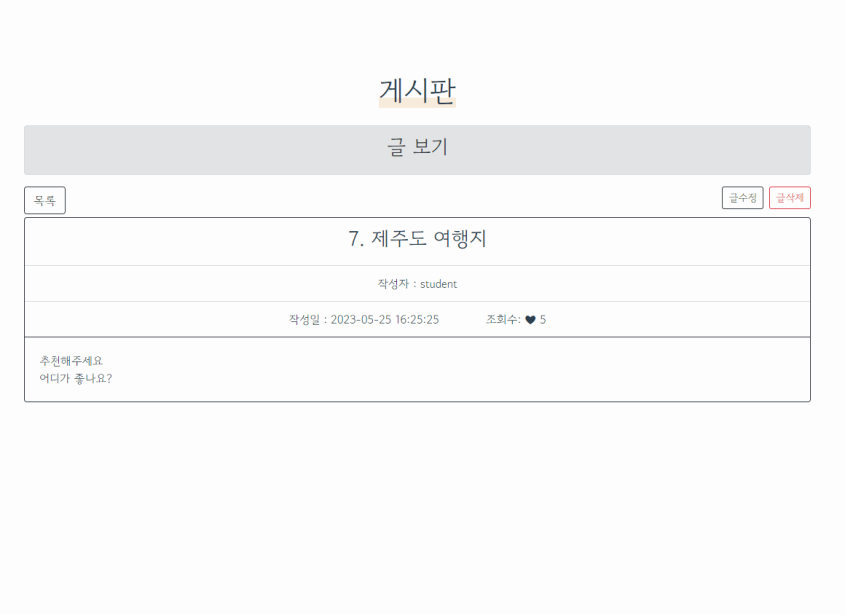 게시판
글 보기
목록
글수정 글삭제
7. 제주도 여행지
작성자 : student
작성일 : 2023-05-25 16:25:25 조회수: ♥ 5
추천해주세요
어디가 좋나요?